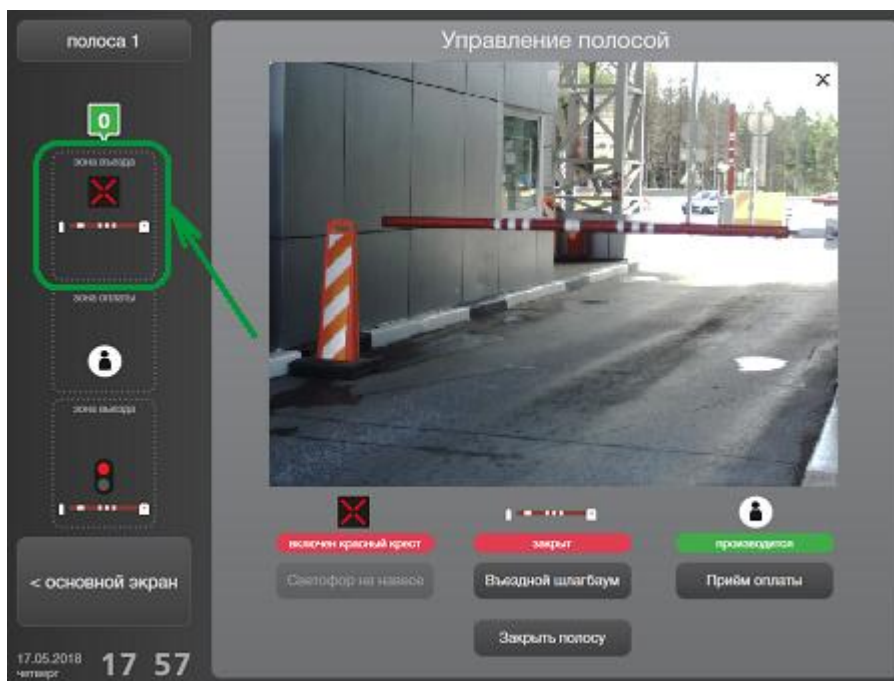 полоса 1
Управление полосой
0
зона въезда
зона оплаты
зона выезда
включен красный крест
закрыт
производится
Светофор на навесе
Въездной шлагбаум
Приём оплаты
< основной экран
Закрыть полосу
17.05.2018
четверг
17 57